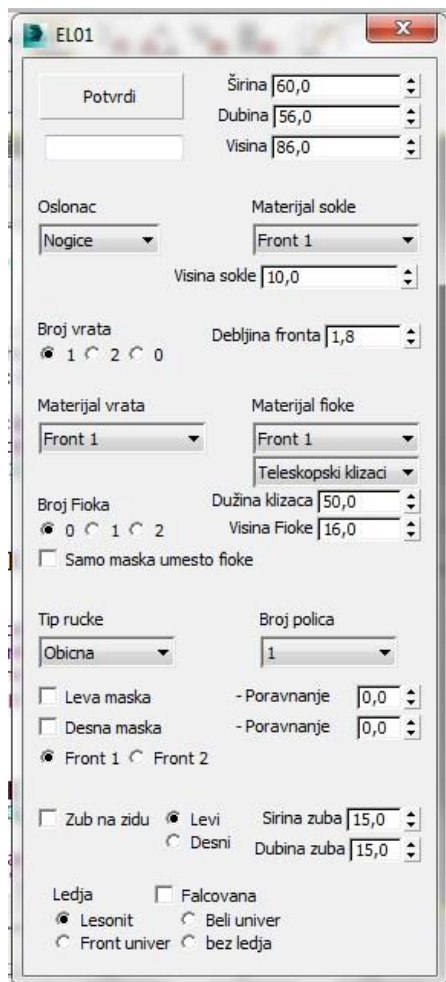 EL01
Potvrdi
Širina 60,0
Dubina 56,0
Visina 86,0
Oslonac Materijal sokle
Nogice Front 1
Visina sokle 10,0
Broj vrata Debljina fronta 1,8
1 2 0
Materijal vrata Materijal fioke
Front 1 Front 1
Teleskopski klizaci
Broj Fioka Dužina klizaca 50,0
0 1 2 Visina Fioke 16,0
Samo maska umesto fioke
Tip rucke Broj polica
Obicna 1
Leva maska - Poravnanje 0,0
Desna maska - Poravnanje 0,0
Front 1 Front 2
Zub na zidu Levi Sirina zuba 15,0
Desni Dubina zuba 15,0
Ledja Falcovana
Lesonit Beli univer
Front univer bez ledja